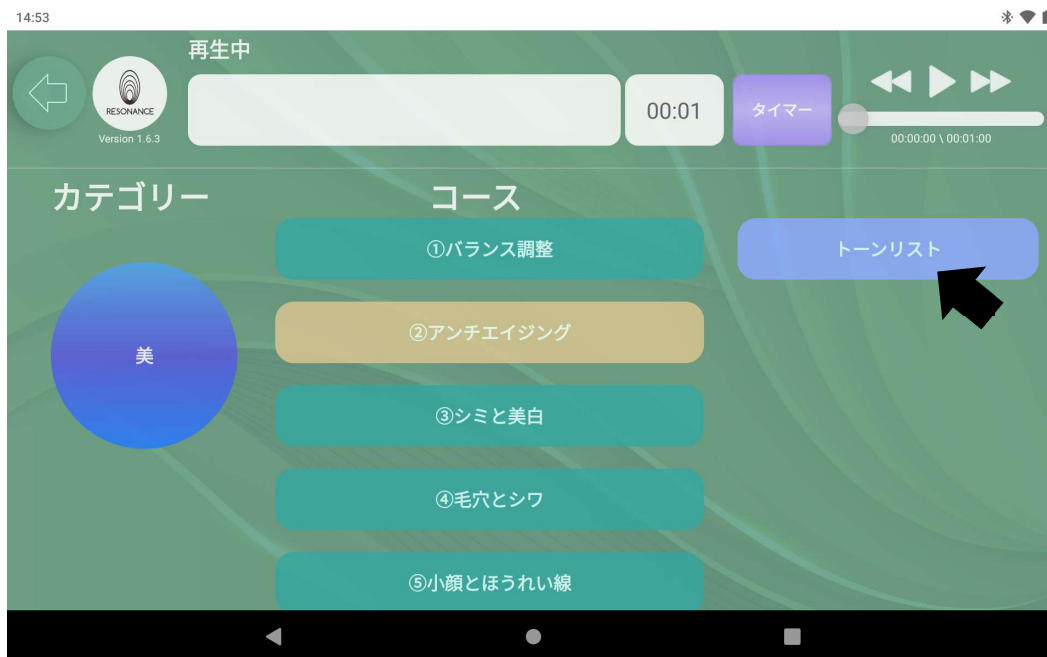 14:53
再生中
RESONANCE
Version 1.6.3
00:01
タイマー
00:00:00 \ 00:01:00
カテゴリー
コース
①バランス調整
トーンリスト
②アンチエイジング
美
③シミと美白
④毛穴とシワ
⑤小顔とほうれい線